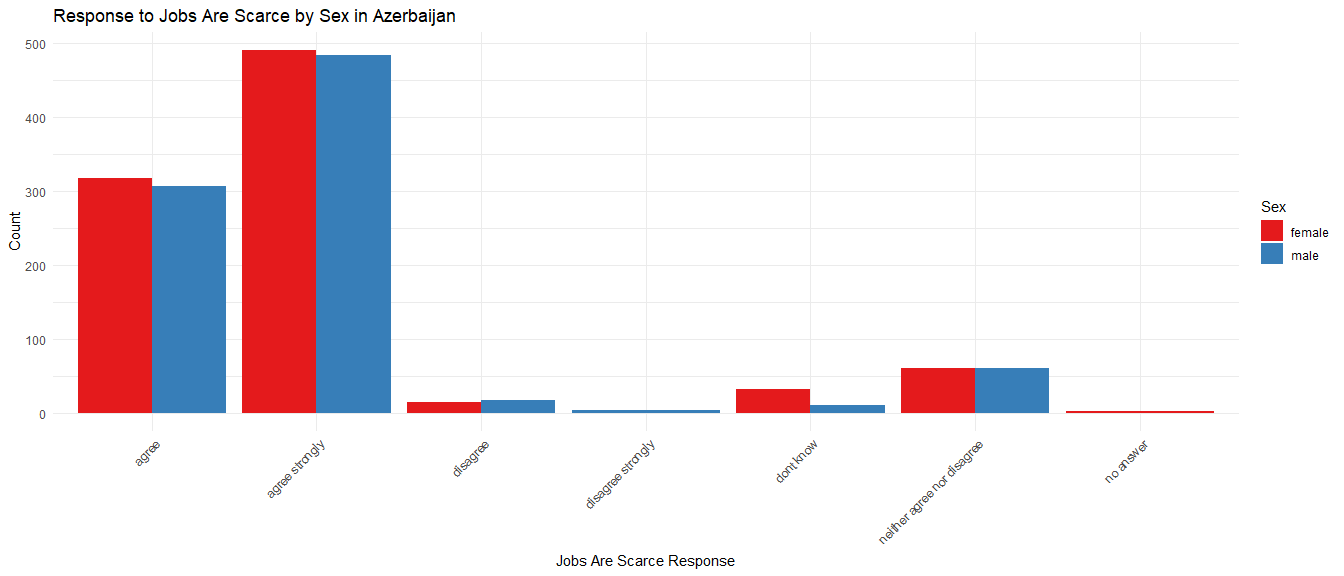 Response to Jobs Are Scarce by Sex in Azerbaijan
500
400
300
200
100
0
Count
agree
agree strongly
disagree
disagree strongly
dont know
neither agree nor disagree
no answer
Jobs Are Scarce Response
Sex
female
male